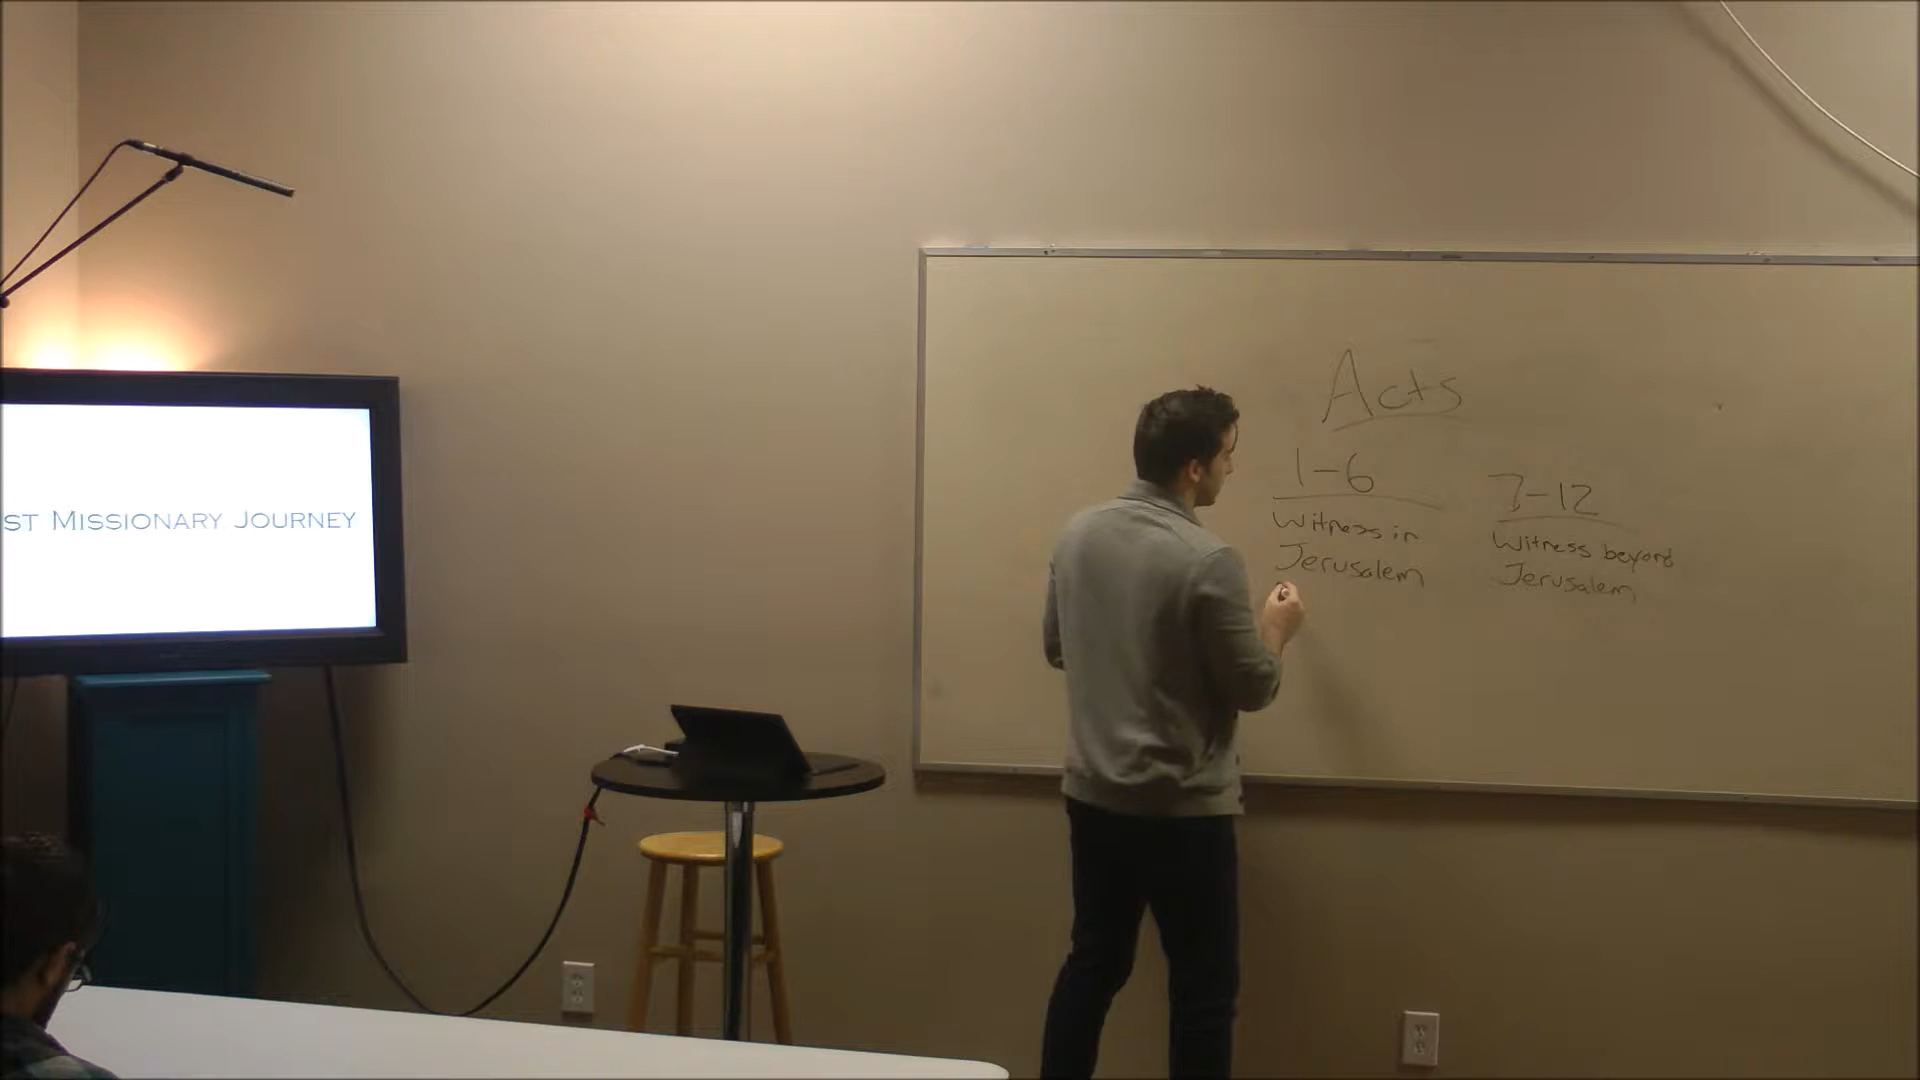 ST MISSIONARY JOURNEY
Acts
1-6
Witness in
Jerusalem
7-12
Witness beyond
Jerusalem